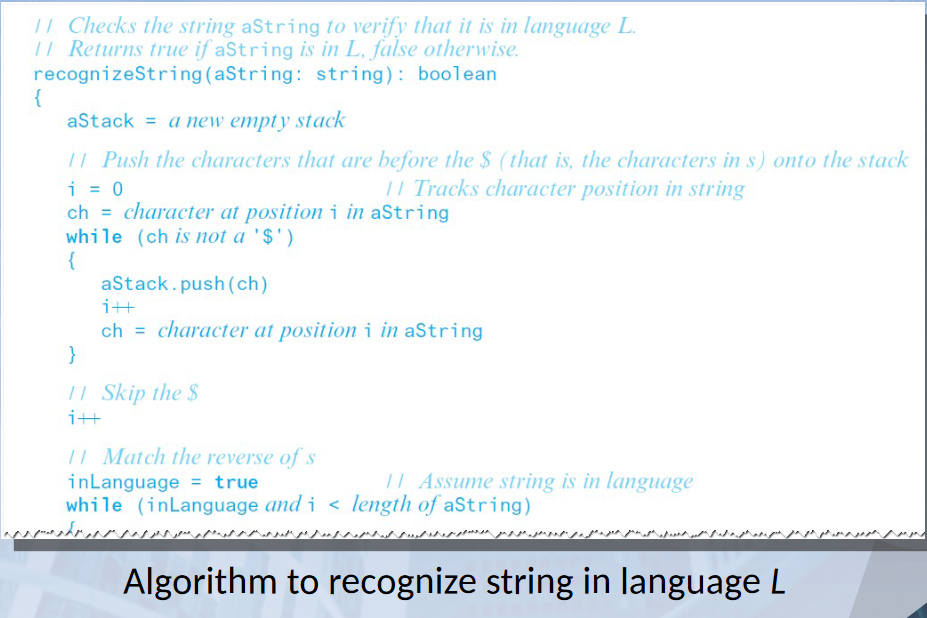 // Checks the string aString to verify that it is in language L.
// Returns true if aString is in L, false otherwise.
recognizeString(aString: string): boolean
{
aStack = a new empty stack
// Push the characters that are before the $ (that is, the characters in s) onto the stack
i = 0 // Tracks character position in string
ch = character at position i in aString
while (ch is not a '$')
{
aStack.push(ch)
i++
ch = character at position i in aString
}
// Skip the $
i++
// Match the reverse of s
inLanguage = true // Assume string is in language
while (inLanguage and i < length of aString)
{
Algorithm to recognize string in language L